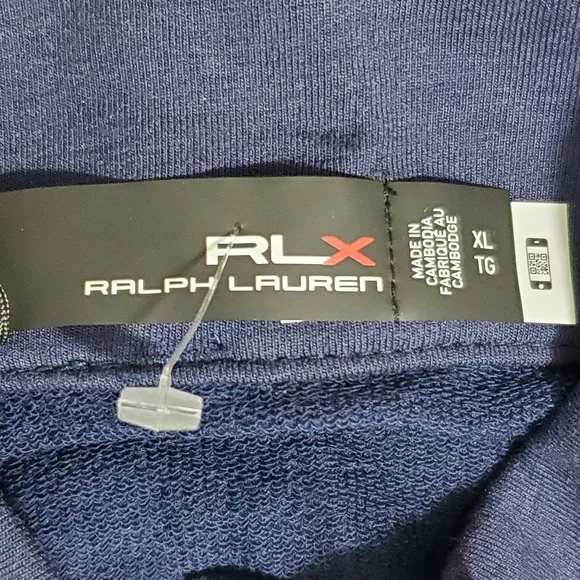 RLX
RALPH LAUREN
MADE IN
CAMBODIA
FABRIQUÉ AU
CAMBODGE
XL
TG